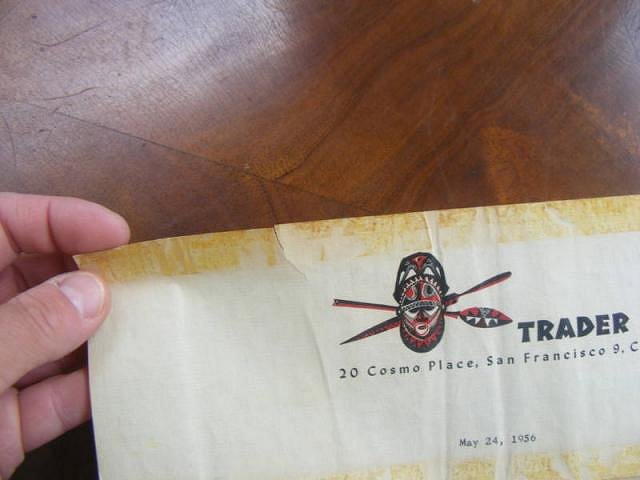 TRADER
20 Cosmo Place, San Francisco 9, C
May 24, 1956